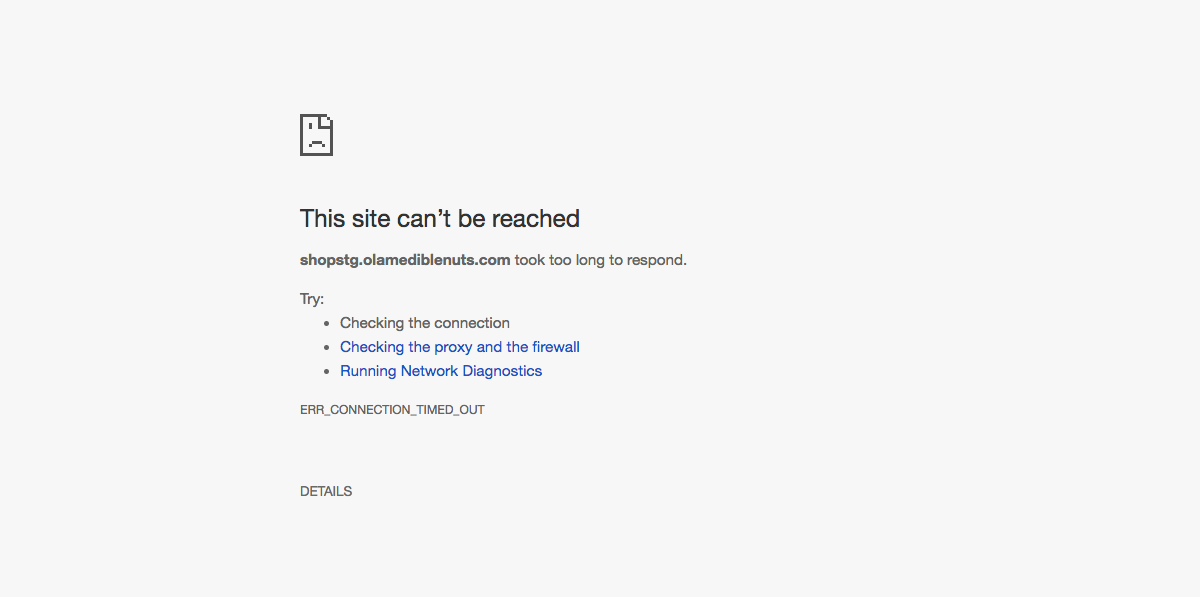 This site can’t be reached
shopstg.olamediblenuts.com took too long to respond.
Try:
Checking the connection
Checking the proxy and the firewall
Running Network Diagnostics
ERR_CONNECTION_TIMED_OUT
DETAILS